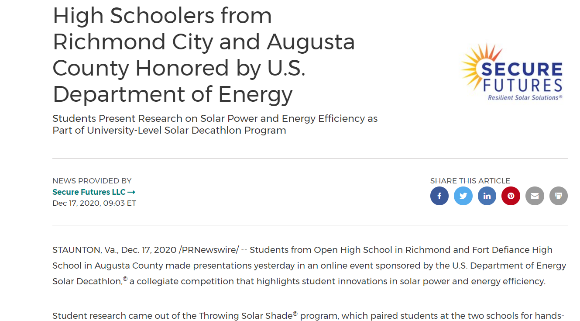 High Schoolers from
Richmond City and Augusta
County Honored by U.S.
Department of Energy
SECURE
FUTURES
Resilient Solar Solutions®
Students Present Research on Solar Power and Energy Efficiency as
Part of University-Level Solar Decathlon Program
NEWS PROVIDED BY
Secure Futures LLC →
Dec 17, 2020, 09:03 ET
SHARE THIS ARTICLE
STAUNTON, Va., Dec. 17, 2020 /PRNewswire/ -- Students from Open High School in Richmond and Fort Defiance High
School in Augusta County made presentations yesterday in an online event sponsored by the U.S. Department of Energy
Solar Decathlon,® a collegiate competition that highlights student innovations in solar power and energy efficiency.
Student research came out of the Throwing Solar Shade® program, which paired students at the two schools for hands-